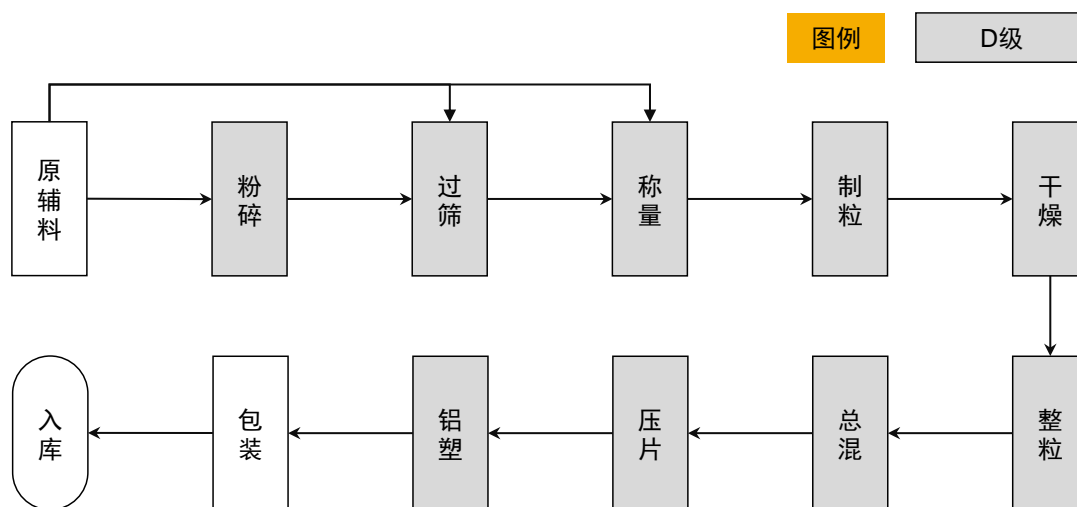 图例
D级
原辅料
粉碎
过筛
称量
制粒
干燥
入库
包装
铝塑
压片
总混
整粒